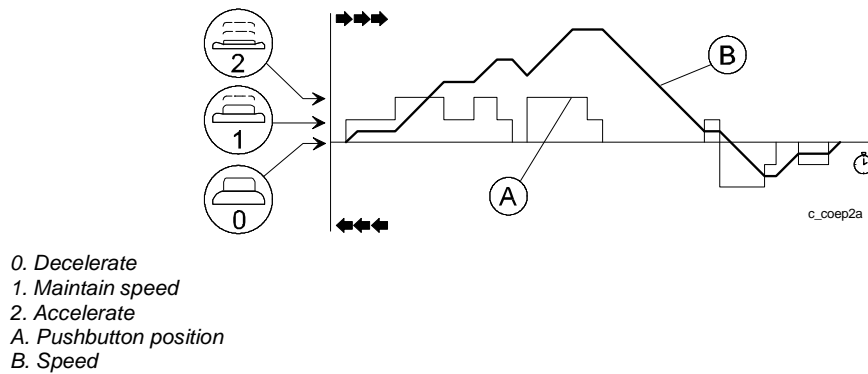 2
1
0
B
A
c_coep2a
0. Decelerate
1. Maintain speed
2. Accelerate
A. Pushbutton position
B. Speed